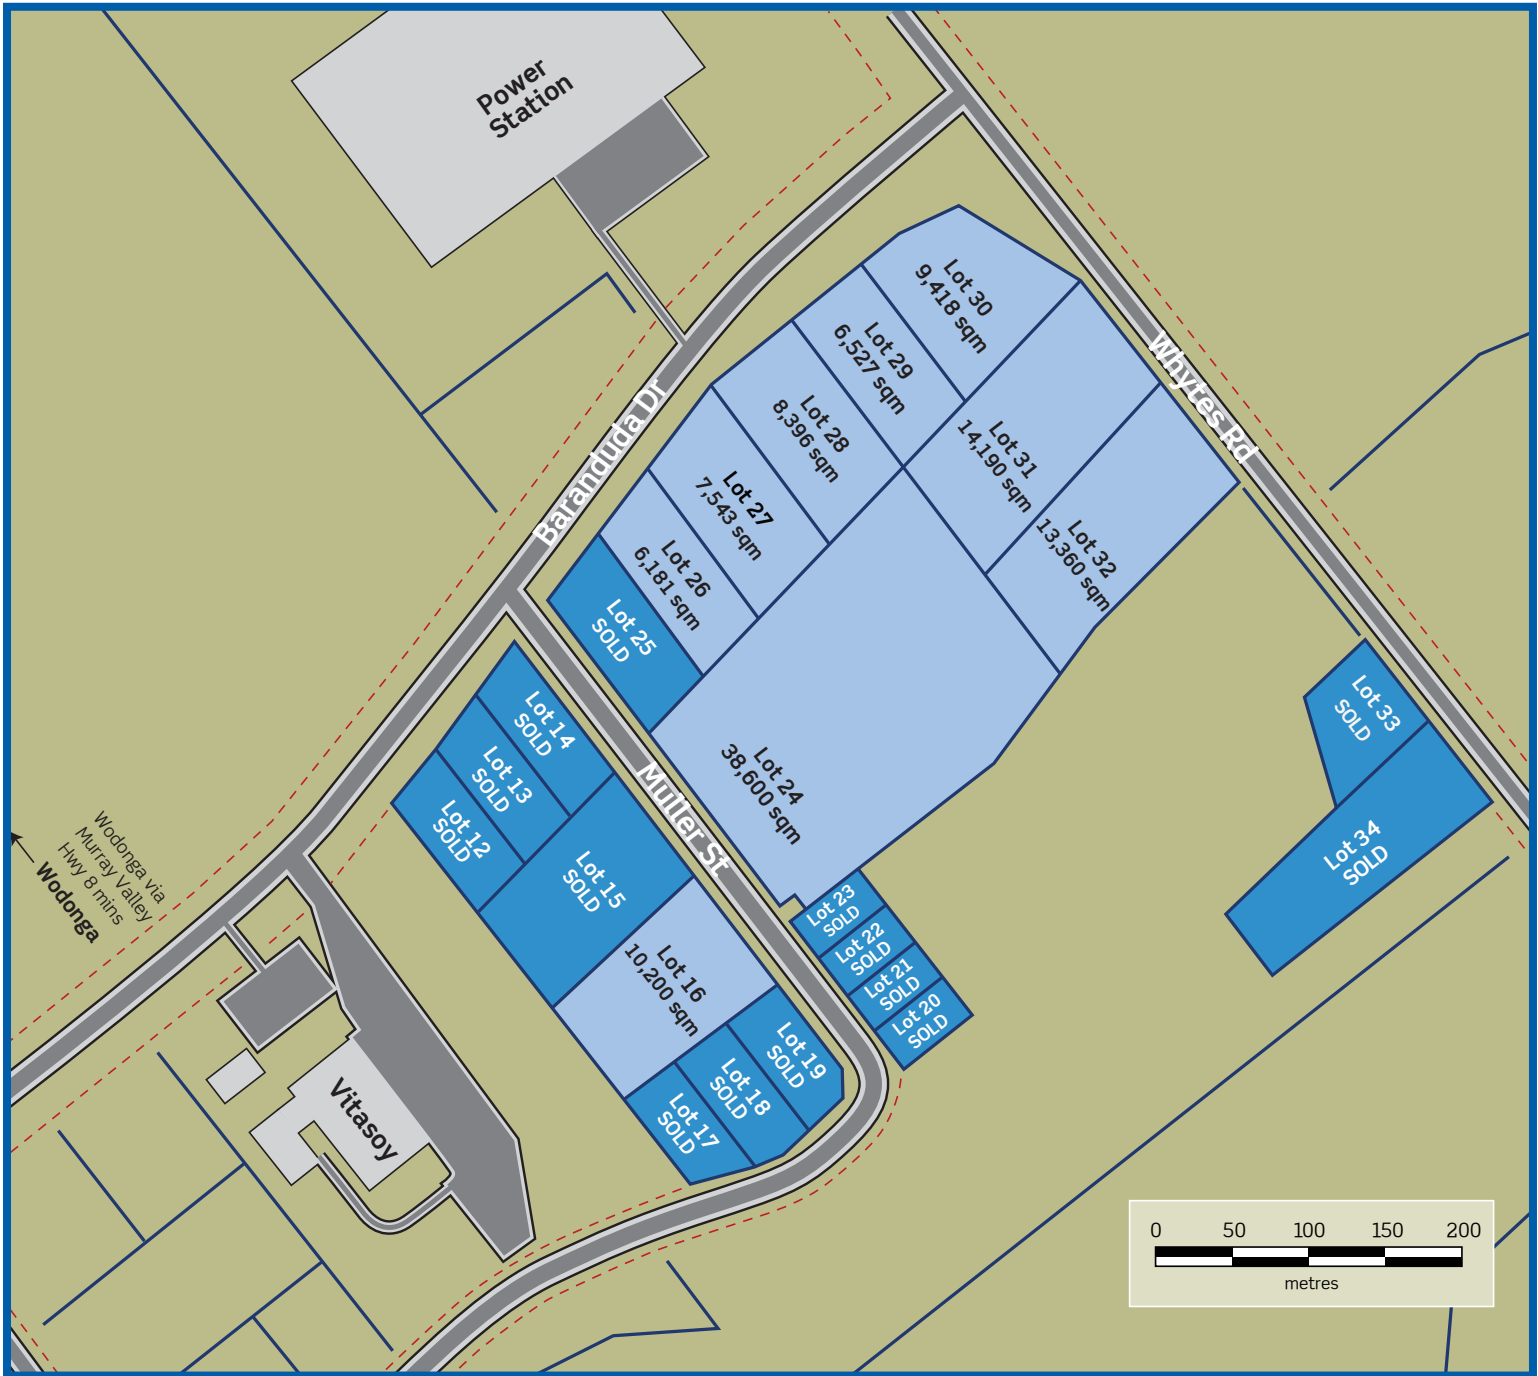 Power
Station
Baranduda Dr
Whytes Rd
Muller St
Lot 30
9,418 sqm
Lot 29
6,527 sqm
Lot 28
8,396 sqm
Lot 27
7,543 sqm
Lot 26
6,181 sqm
Lot 25
SOLD
Lot 31
14,190 sqm
Lot 32
13,360 sqm
Lot 24
38,600 sqm
Lot 33
SOLD
Lot 34
SOLD
Lot 14
SOLD
Lot 13
SOLD
Lot 12
SOLD
Lot 15
SOLD
Lot 16
10,200 sqm
Lot 23
SOLD
Lot 22
SOLD
Lot 21
SOLD
Lot 20
SOLD
Lot 19
SOLD
Lot 18
SOLD
Lot 17
SOLD
Wodonga via
Murray Valley
Hwy 8 mins
Wodonga
Vitasoy
0 50 100 150 200
metres